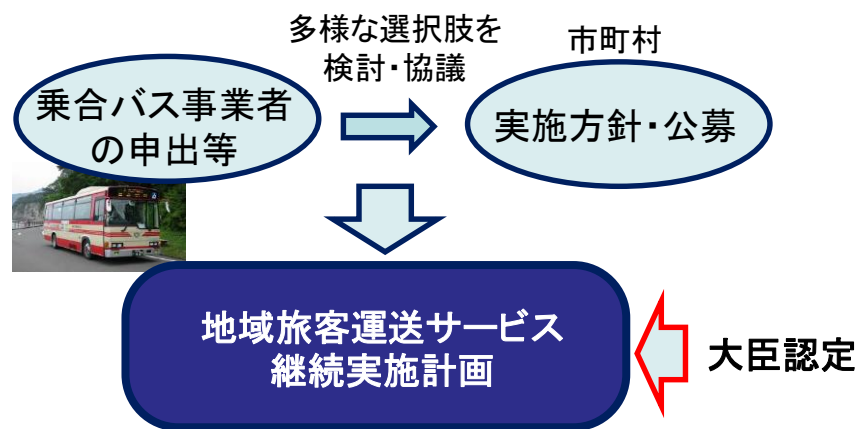 多様な選択肢を
検討・協議
市町村
乗合バス事業者
の申出等
実施方針・公募
地域旅客運送サービス
継続実施計画
大臣認定